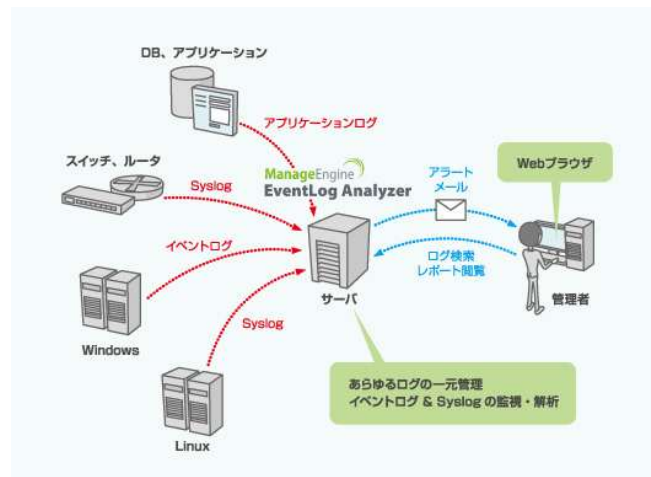 DB、アプリケーション
アプリケーションログ
スイッチ、ルータ
Syslog
ManageEngine
EventLog Analyzer
アラート
メール
Webブラウザ
イベントログ
ログ検索
レポート閲覧
サーバ
管理者
Windows
Syslog
あらゆるログの一元管理
イベントログ & Syslog の監視・解析
Linux